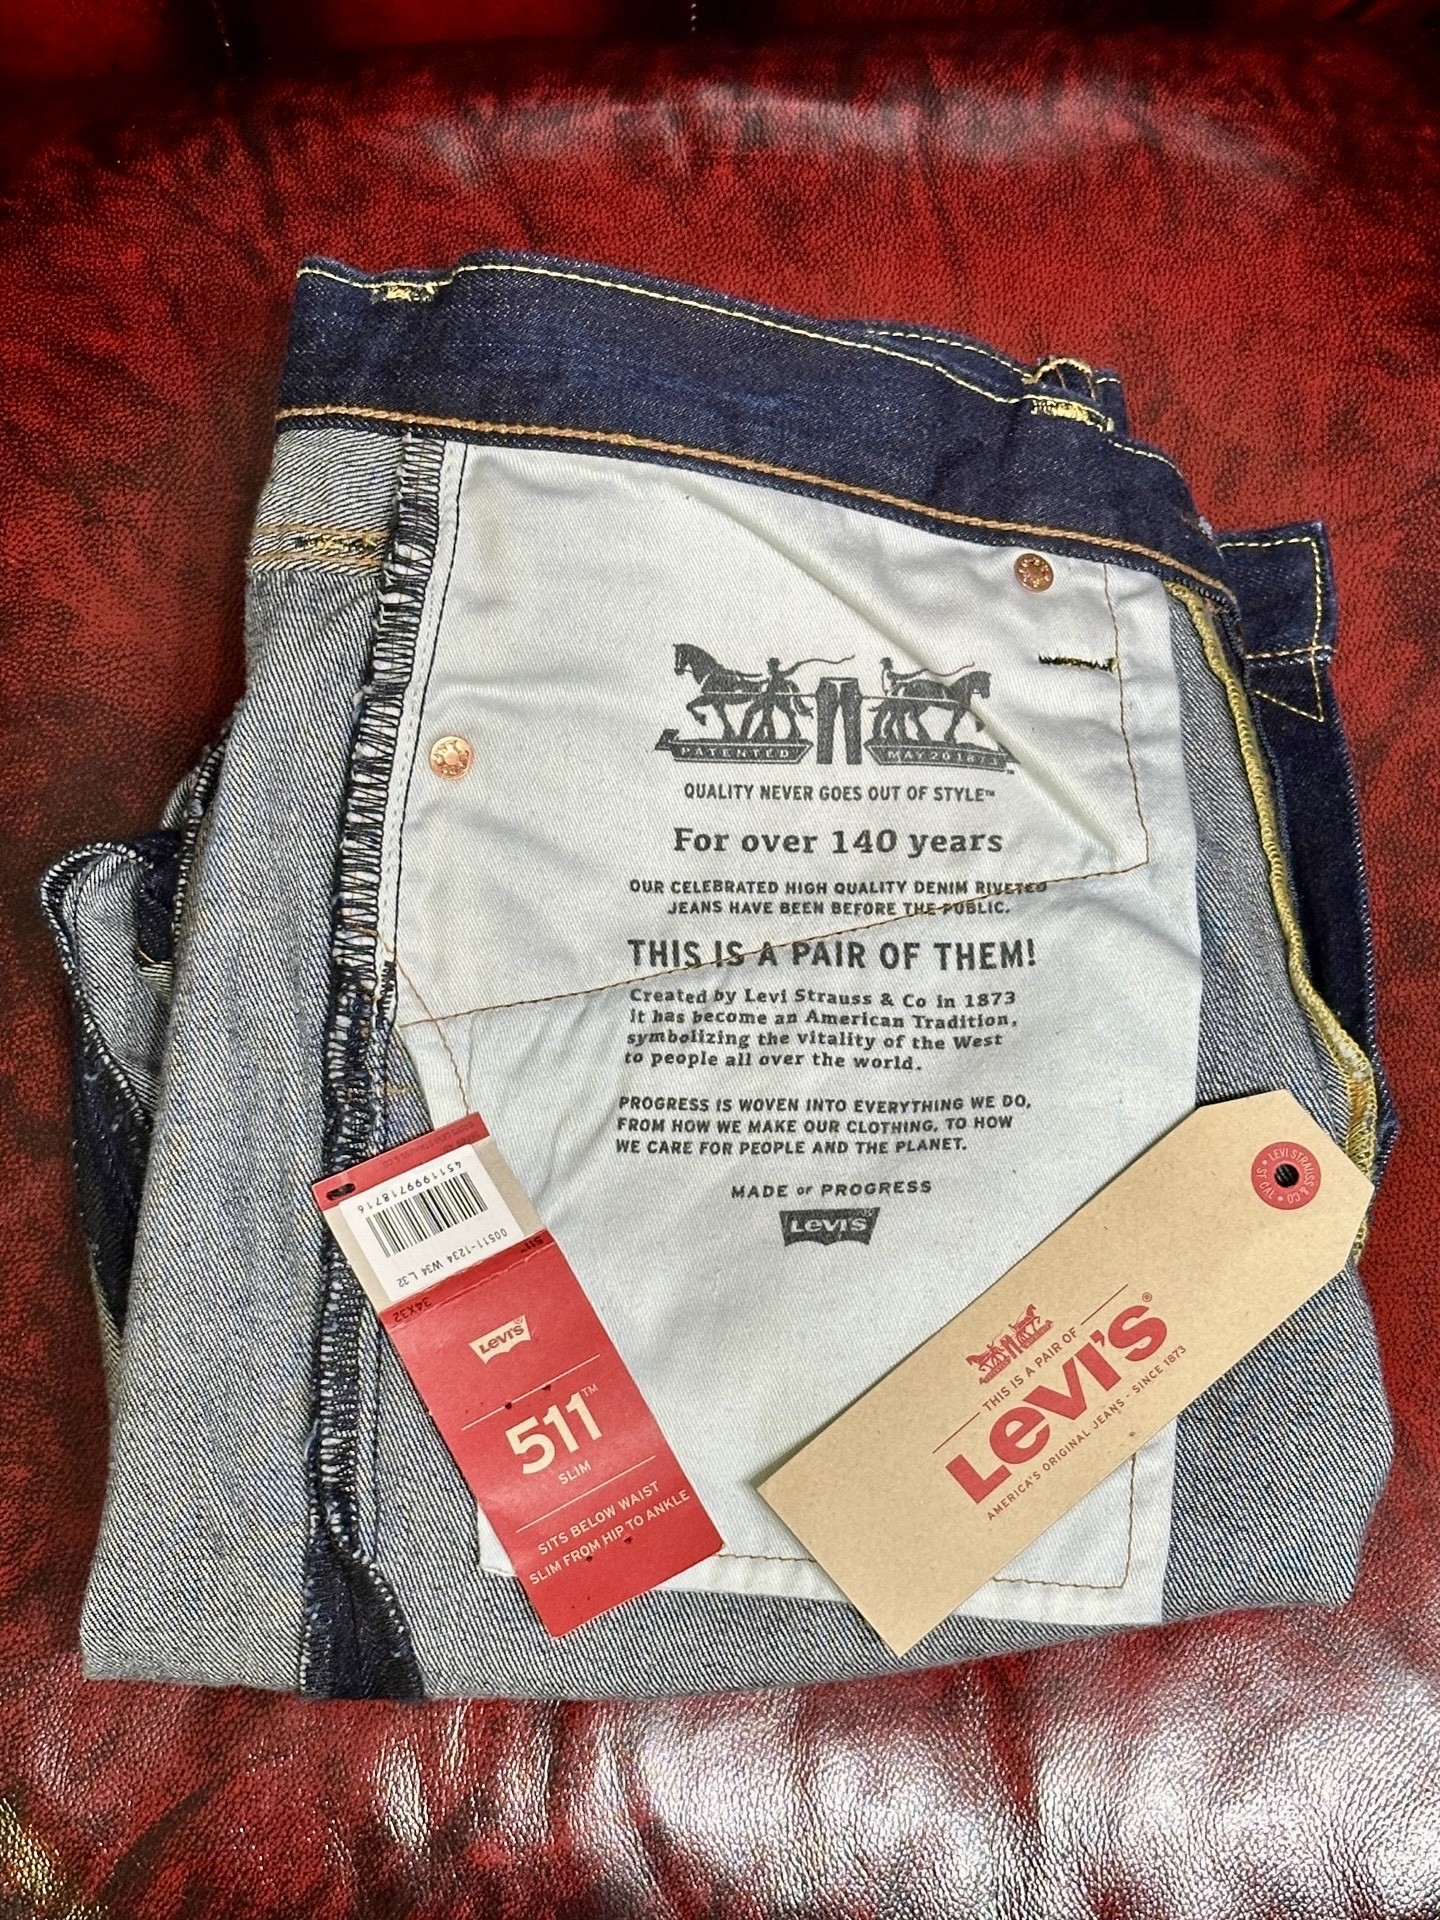 PATENTED MAY 20 1873
QUALITY NEVER GOES OUT OF STYLE™
For over 140 years
OUR CELEBRATED HIGH QUALITY DENIM RIVETED
JEANS HAVE BEEN BEFORE THE PUBLIC.
THIS IS A PAIR OF THEM!
Created by Levi Strauss & Co in 1873
It has become an American Tradition,
symbolizing the vitality of the West
to people all over the world.
PROGRESS IS WOVEN INTO EVERYTHING WE DO,
FROM HOW WE MAKE OUR CLOTHING, TO HOW
WE CARE FOR PEOPLE AND THE PLANET.
MADE OF PROGRESS
LEVI'S
4511999718716
00511-1234 W34 L32
511™ 34X32
LEVI'S®
511™
SLIM
SITS BELOW WAIST
SLIM FROM HIP TO ANKLE
LEVI STRAUSS & CO • S.F. CAL •
THIS IS A PAIR OF
LEVI'S®
AMERICA'S ORIGINAL JEANS - SINCE 1873